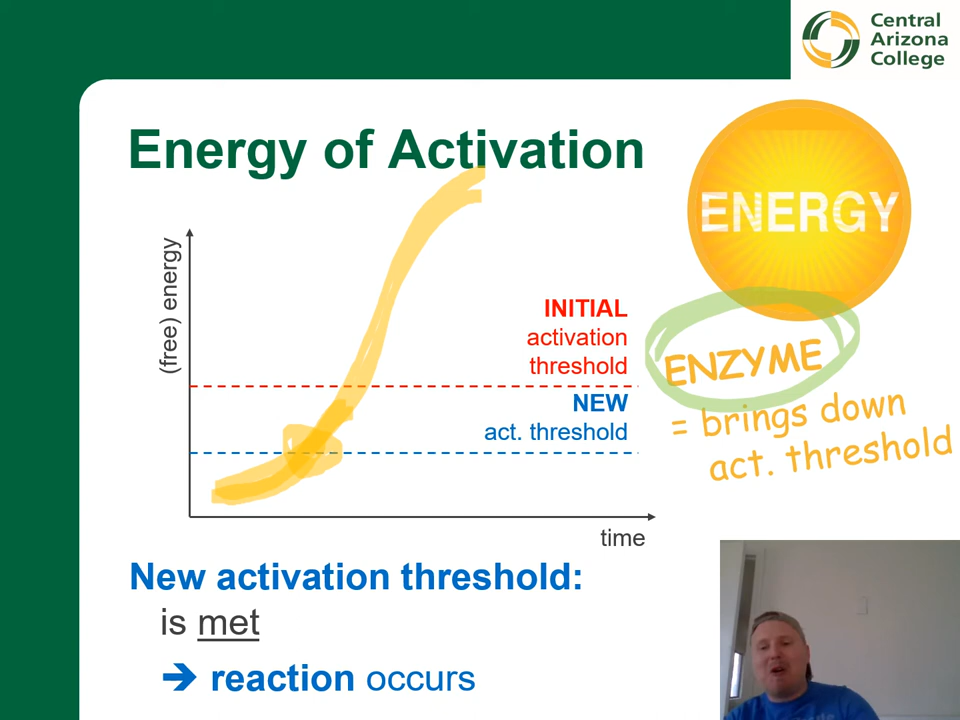 Central
Arizona
College
Energy of Activation
ENERGY
(free) energy
INITIAL
activation
threshold
NEW
act. threshold
ENZYME
= brings down
act. threshold
time
New activation threshold:
is met
➔ reaction occurs